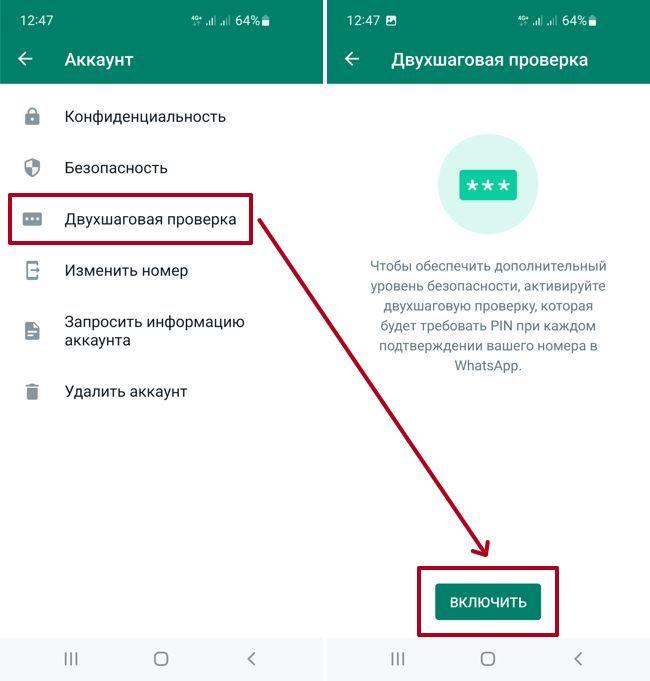 12:47 4G+ 64%
Аккаунт
Конфиденциальность
Безопасность
Двухшаговая проверка
Изменить номер
Запросить информацию
аккаунта
Удалить аккаунт
12:47 4G+ 64%
Двухшаговая проверка
***
Чтобы обеспечить дополнительный
уровень безопасности, активируйте
двухшаговую проверку, которая
будет требовать PIN при каждом
подтверждении вашего номера в
WhatsApp.
ВКЛЮЧИТЬ